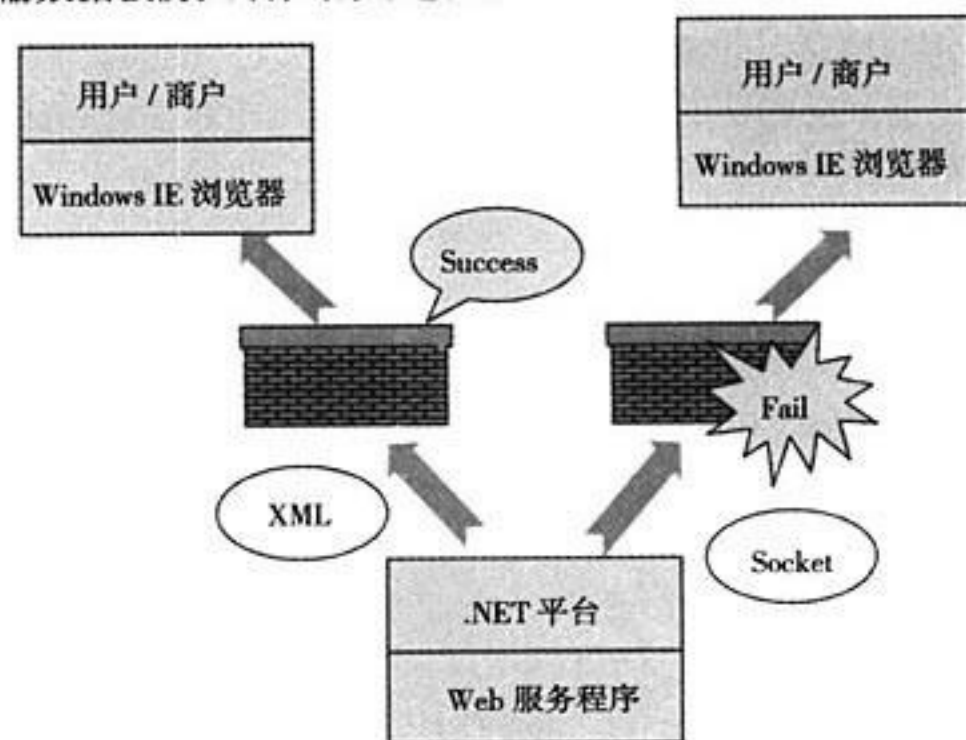 用户 / 商户
Windows IE 浏览器
用户 / 商户
Windows IE 浏览器
Success
Fail
XML
Socket
.NET 平台
Web 服务程序